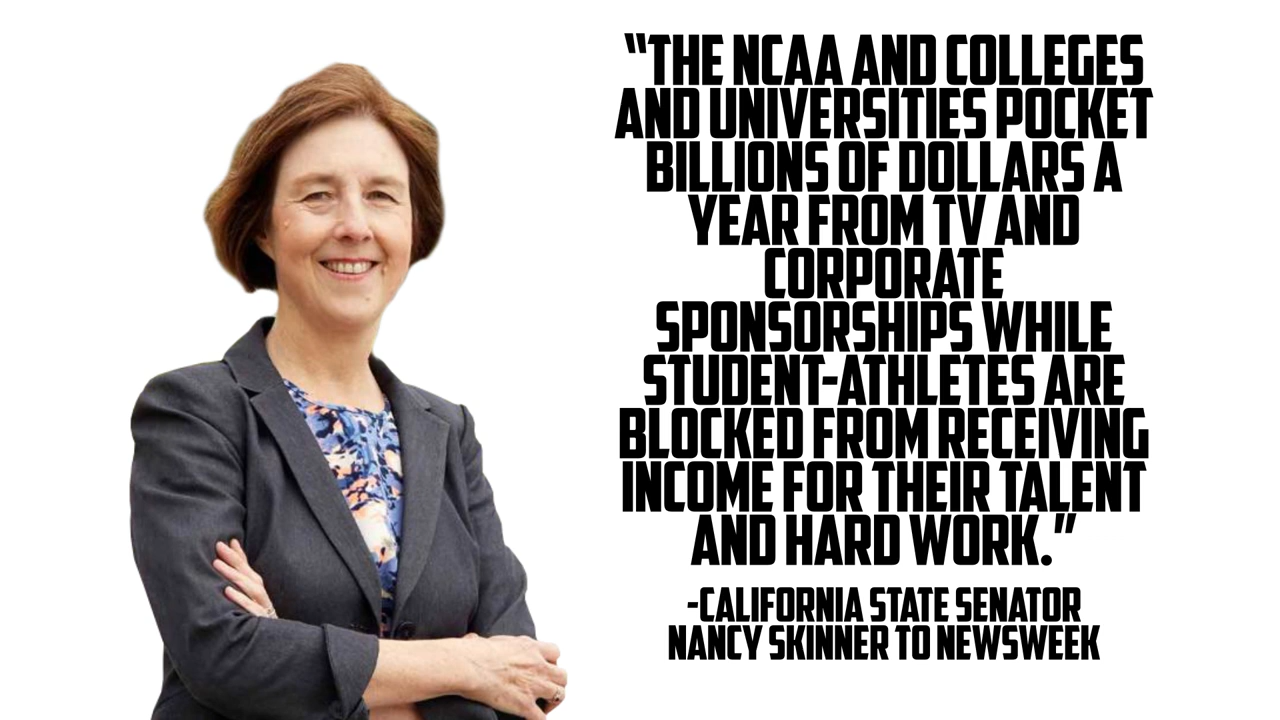 “THE NCAA AND COLLEGES
AND UNIVERSITIES POCKET
BILLIONS OF DOLLARS A
YEAR FROM TV AND
CORPORATE
SPONSORSHIPS WHILE
STUDENT-ATHLETES ARE
BLOCKED FROM RECEIVING
INCOME FOR THEIR TALENT
AND HARD WORK.”
-CALIFORNIA STATE SENATOR
NANCY SKINNER TO NEWSWEEK